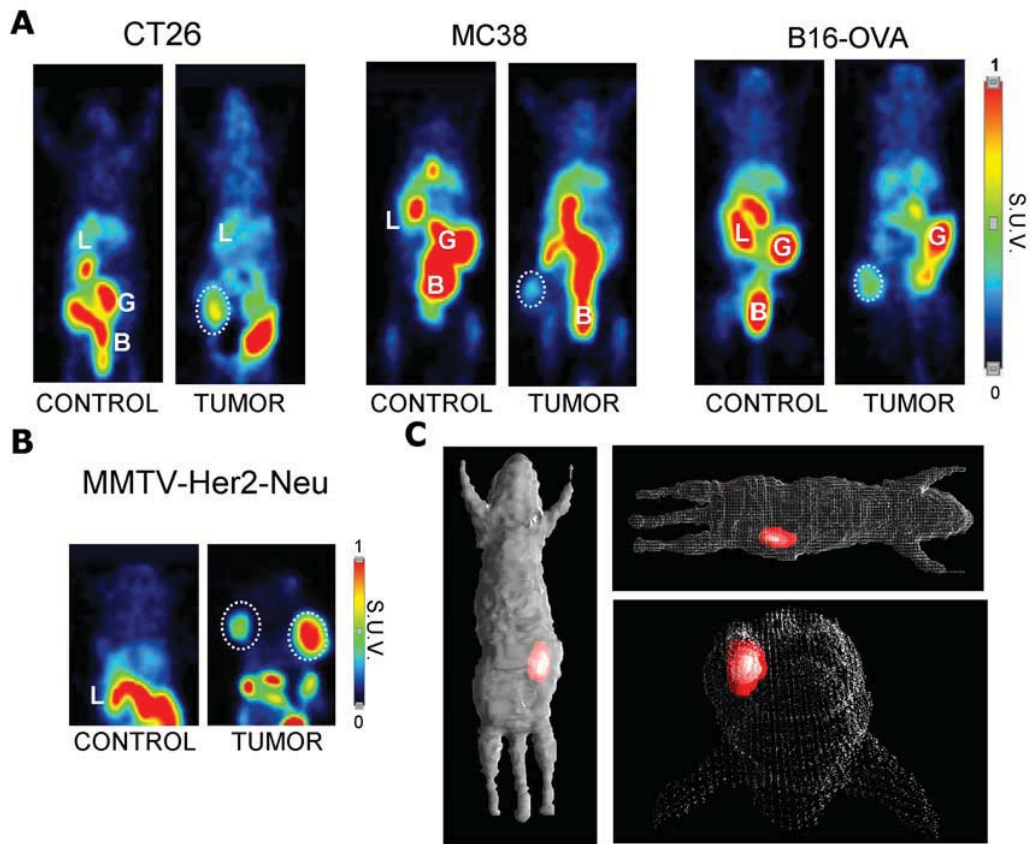 A
CT26
MC38
B16-OVA
L
G
B
L
L
G
B
B
L
G
B
G
1
S.U.V.
0
CONTROL TUMOR
CONTROL TUMOR
CONTROL TUMOR
B
MMTV-Her2-Neu
L
1
S.U.V.
0
CONTROL TUMOR
C